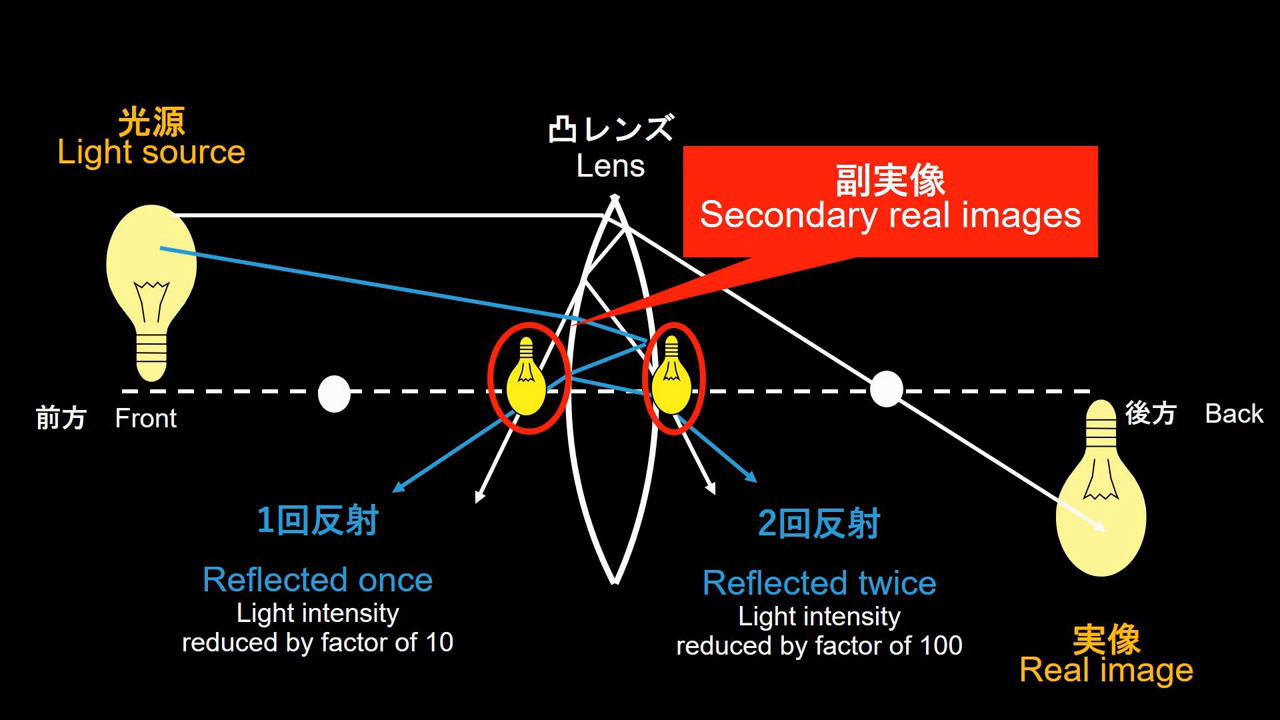 光源
Light source
凸レンズ
Lens
副実像
Secondary real images
前方 Front
後方 Back
1回反射
Reflected once
Light intensity
reduced by factor of 10
2回反射
Reflected twice
Light intensity
reduced by factor of 100
実像
Real image